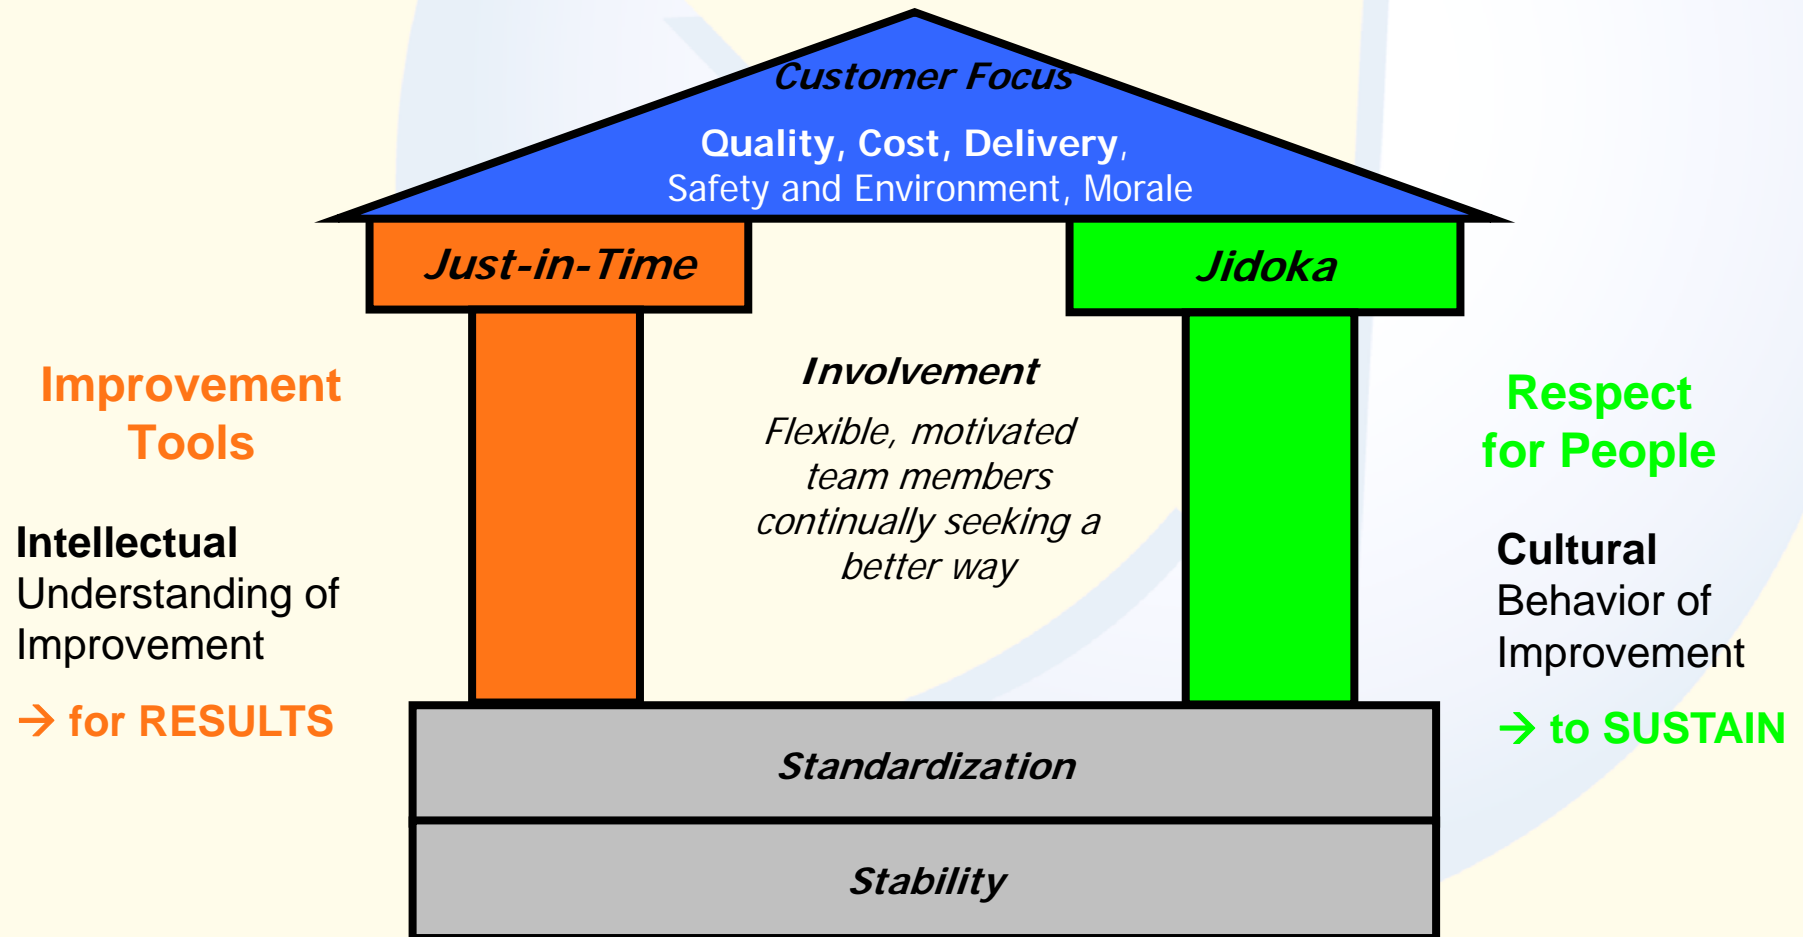 Customer Focus
Quality, Cost, Delivery,
Safety and Environment, Morale
Just-in-Time
Jidoka
Improvement
Tools
Intellectual
Understanding of
Improvement
→ for RESULTS
Involvement
Flexible, motivated
team members
continually seeking a
better way
Respect
for People
Cultural
Behavior of
Improvement
→ to SUSTAIN
Standardization
Stability